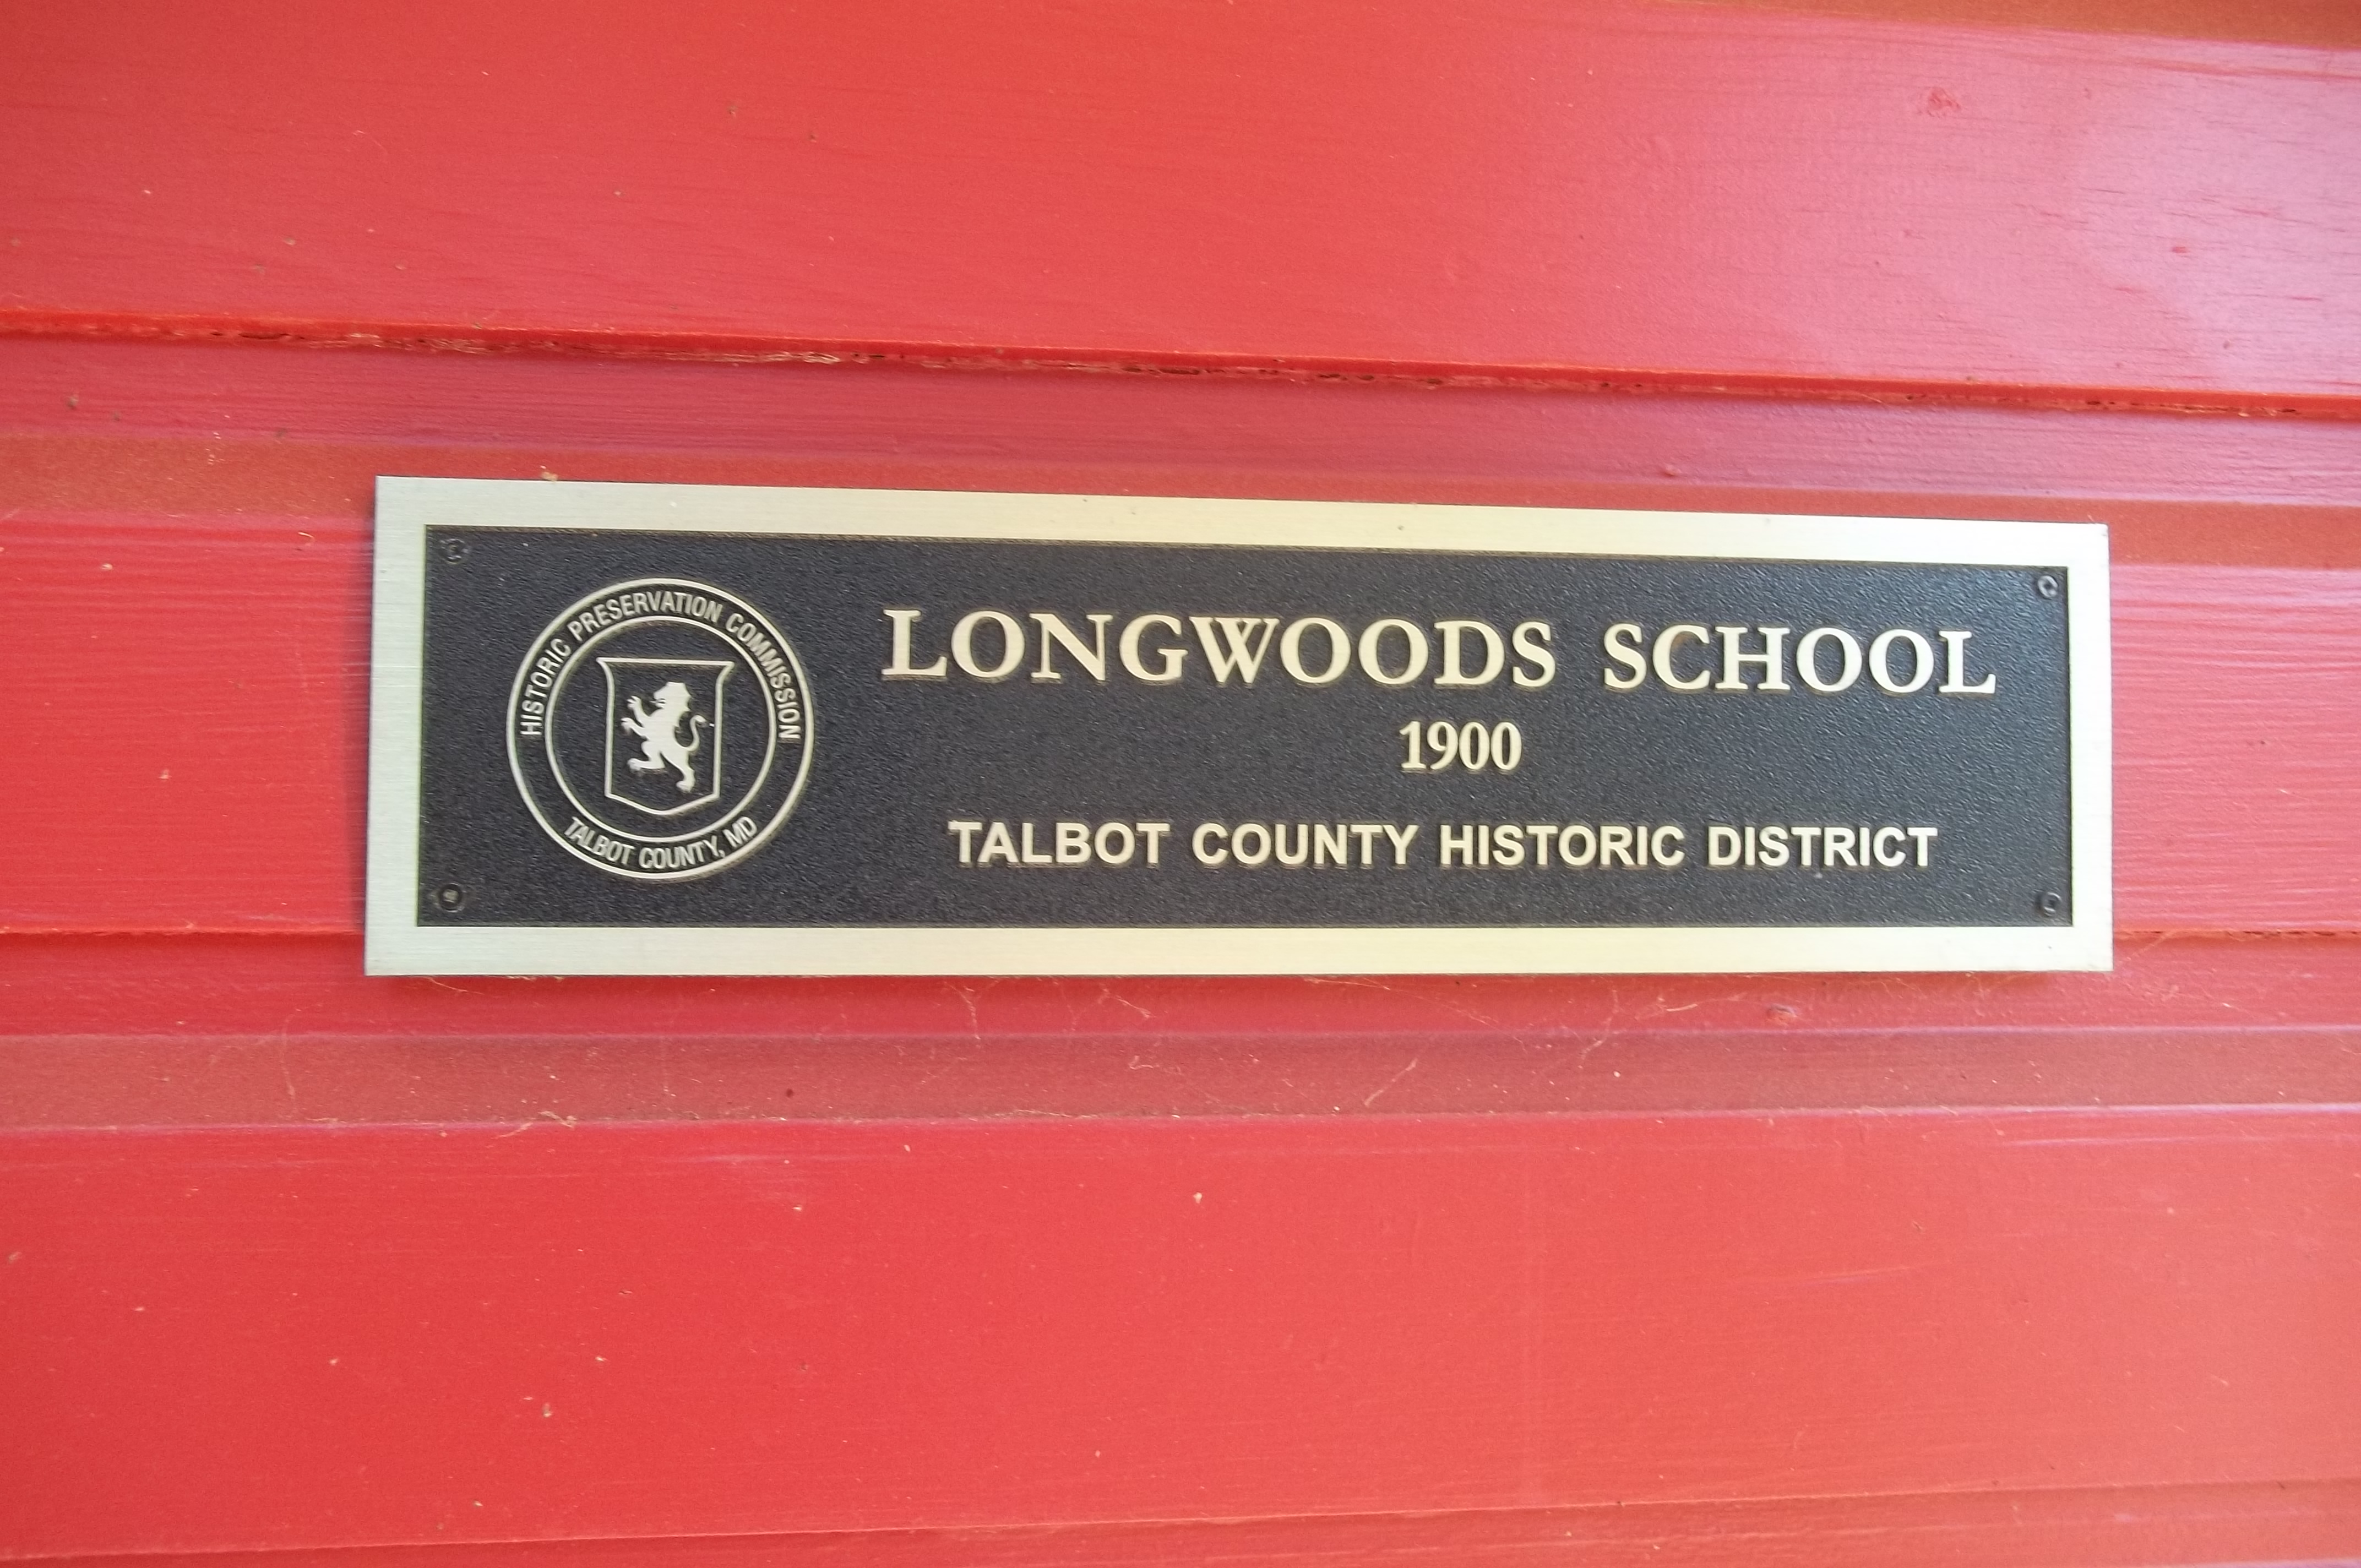 HISTORIC PRESERVATION COMMISSION
TALBOT COUNTY, MD
LONGWOODS SCHOOL
1900
TALBOT COUNTY HISTORIC DISTRICT